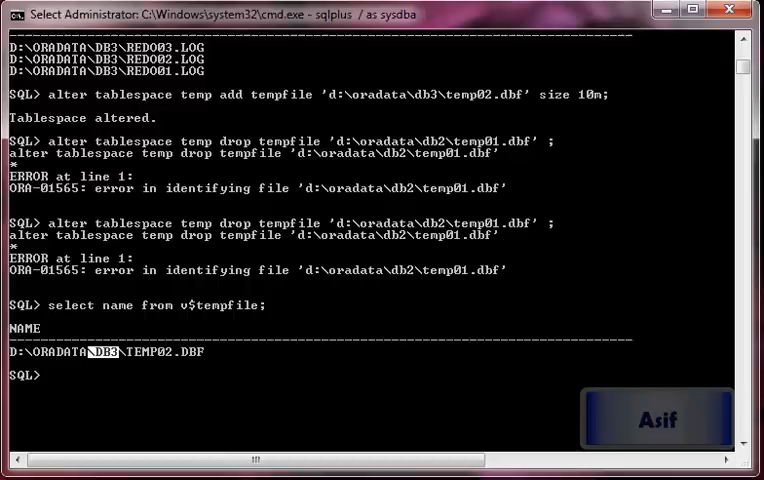 Select Administrator: C:\Windows\system32\cmd.exe - sqlplus  / as sysdba
D:\ORADATA\DB3\REDO03.LOG
D:\ORADATA\DB3\REDO02.LOG
D:\ORADATA\DB3\REDO01.LOG
SQL> alter tablespace temp add tempfile 'd:\oradata\db3\temp02.dbf' size 10m;
Tablespace altered.
SQL> alter tablespace temp drop tempfile 'd:\oradata\db2\temp01.dbf' ;
alter tablespace temp drop tempfile 'd:\oradata\db2\temp01.dbf'
*
ERROR at line 1:
ORA-01565: error in identifying file 'd:\oradata\db2\temp01.dbf'
SQL> alter tablespace temp drop tempfile 'd:\oradata\db2\temp01.dbf' ;
alter tablespace temp drop tempfile 'd:\oradata\db2\temp01.dbf'
*
ERROR at line 1:
ORA-01565: error in identifying file 'd:\oradata\db2\temp01.dbf'
SQL> select name from v$tempfile;
NAME
D:\ORADATA\DB3\TEMP02.DBF
SQL>
Asif